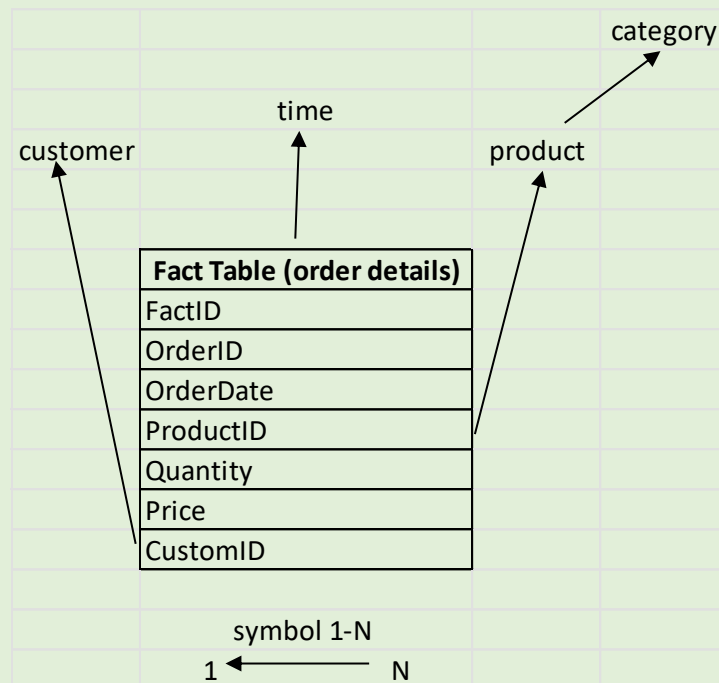 category
time
customer
product
Fact Table (order details)
FactID
OrderID
OrderDate
ProductID
Quantity
Price
CustomID
symbol 1-N
1 N